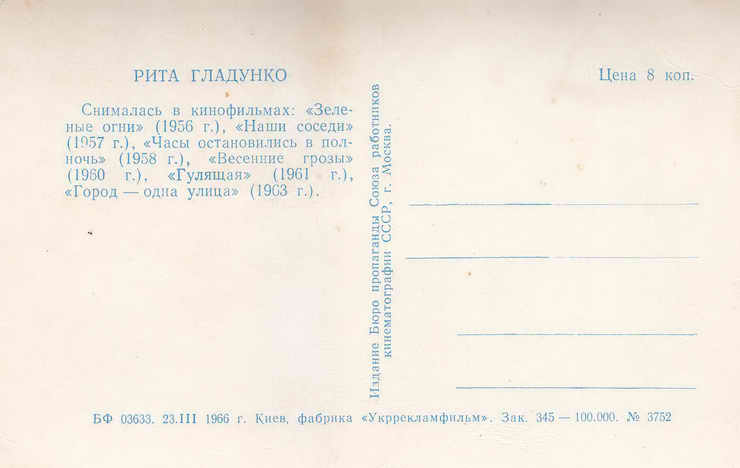 РИТА ГЛАДУНКО
Снималась в кинофильмах: «Зеле-
ные огни» (1956 г.), «Наши соседи»
(1957 г.), «Часы остановились в пол-
ночь» (1958 г.), «Весенние грозы»
(1960 г.), «Гулящая» (1961 г.),
«Город — одна улица» (1963 г.).
Издание Бюро пропаганды Союза работников
кинематографии СССР, г. Москва.
Цена 8 коп.
БФ 03633. 23.III 1966 г. Киев, фабрика «Укррекламфильм». Зак. 345 — 100.000. № 3752